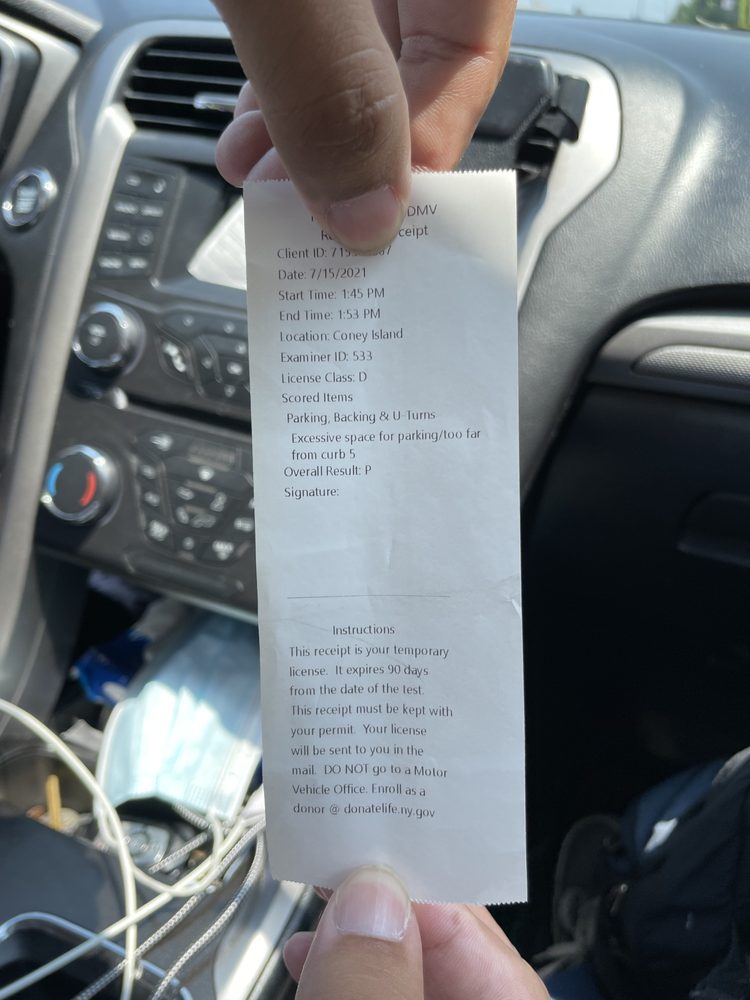 DMV
ceipt
Client ID: 715
Date: 7/15/2021
Start Time: 1:45 PM
End Time: 1:53 PM
Location: Coney Island
Examiner ID: 533
License Class: D
Scored Items
Parking, Backing & U-Turns
Excessive space for parking/too far
from curb 5
Overall Result: P
Signature:
Instructions
This receipt is your temporary
license. It expires 90 days
from the date of the test.
This receipt must be kept with
your permit. Your license
will be sent to you in the
mail. DO NOT go to a Motor
Vehicle Office. Enroll as a
donor @ donatelife.ny.gov